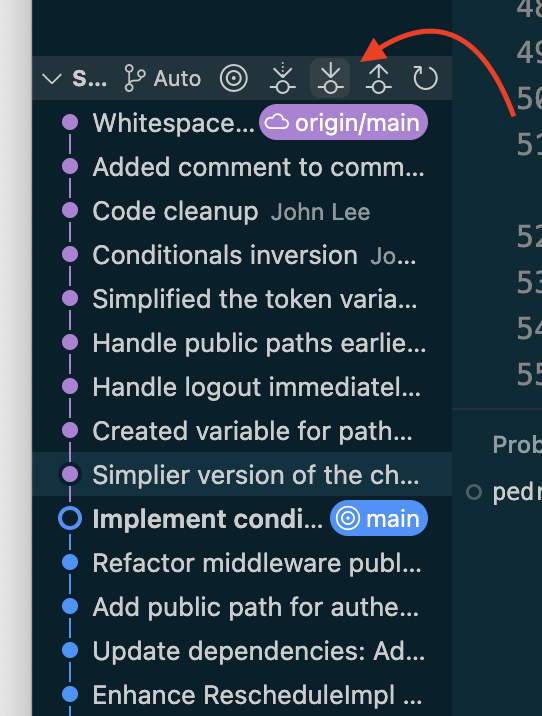 48
49
S... Auto
50
Whitespace... origin/main
51
Added comment to comm...
Code cleanup John Lee
52
Conditionals inversion Jo...
53
Simplified the token varia...
54
Handle public paths earlie...
55
Handle logout immediatel...
Created variable for path...
Prob
Simplier version of the ch...
pedr
Implement condi... main
Refactor middleware publ...
Add public path for authe...
Update dependencies: Ad...
Enhance RescheduleImpl ...